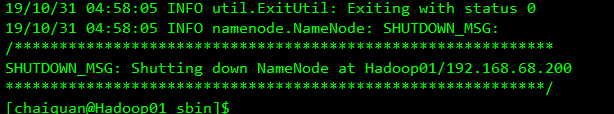 19/10/31 04:58:05 INFO util.ExitUtil: Exiting with status 0
19/10/31 04:58:05 INFO namenode.NameNode: SHUTDOWN_MSG:
/************************************************************
SHUTDOWN_MSG: Shutting down NameNode at Hadoop01/192.168.68.200
************************************************************/
[chaiquan@Hadoop01 sbin]$